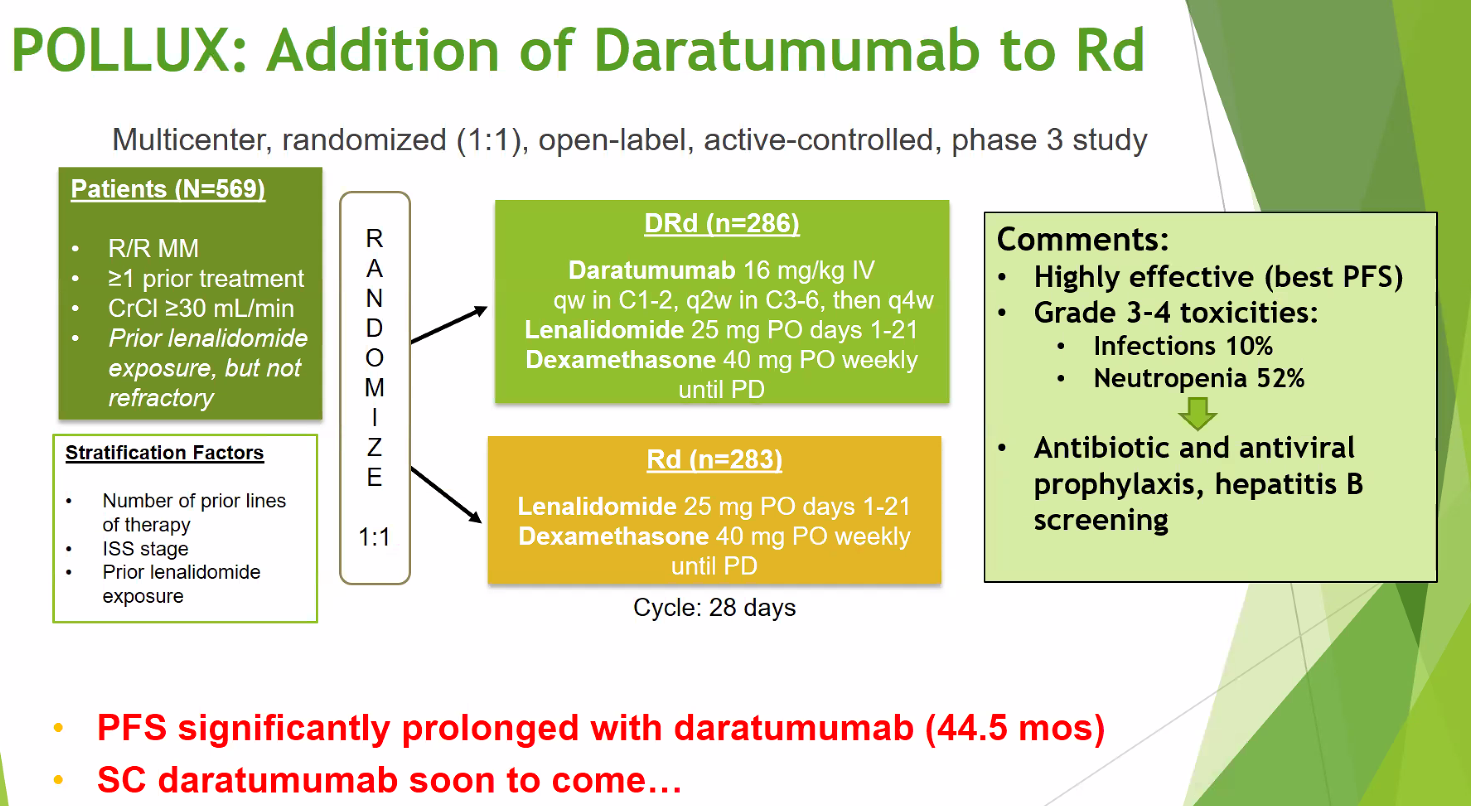 POLLUX: Addition of Daratumumab to Rd
Multicenter, randomized (1:1), open-label, active-controlled, phase 3 study
Patients (N=569)
• R/R MM
• ≥1 prior treatment
• CrCl ≥30 mL/min
• Prior lenalidomide
exposure, but not
refractory
Stratification Factors
• Number of prior lines
of therapy
• ISS stage
• Prior lenalidomide
exposure
R
A
N
D
O
M
I
Z
E
1:1
DRd (n=286)
Daratumumab 16 mg/kg IV
qw in C1-2, q2w in C3-6, then q4w
Lenalidomide 25 mg PO days 1-21
Dexamethasone 40 mg PO weekly
until PD
Rd (n=283)
Lenalidomide 25 mg PO days 1-21
Dexamethasone 40 mg PO weekly
until PD
Cycle: 28 days
Comments:
• Highly effective (best PFS)
• Grade 3-4 toxicities:
• Infections 10%
• Neutropenia 52%
• Antibiotic and antiviral
prophylaxis, hepatitis B
screening
• PFS significantly prolonged with daratumumab (44.5 mos)
• SC daratumumab soon to come…